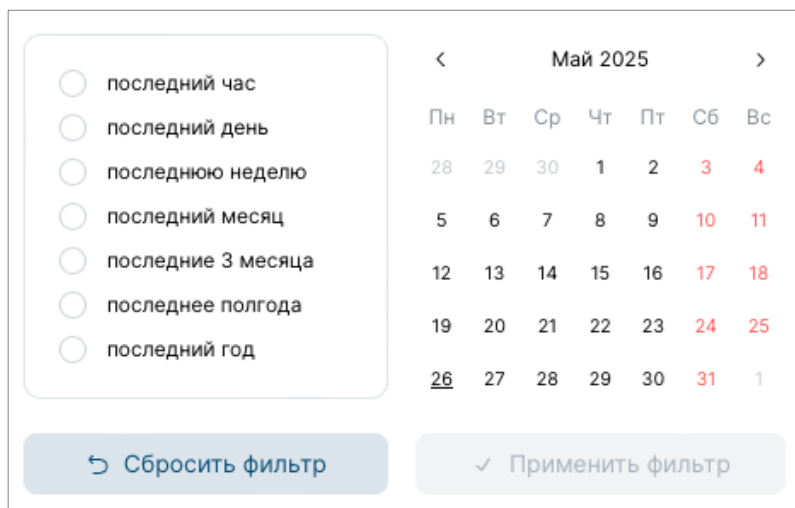 последний час
последний день
последнюю неделю
последний месяц
последние 3 месяца
последнее полгода
последний год
Май 2025
Пн Вт Ср Чт Пт Сб Вс
28 29 30 1 2 3 4
5 6 7 8 9 10 11
12 13 14 15 16 17 18
19 20 21 22 23 24 25
26 27 28 29 30 31 1
Сбросить фильтр
Применить фильтр